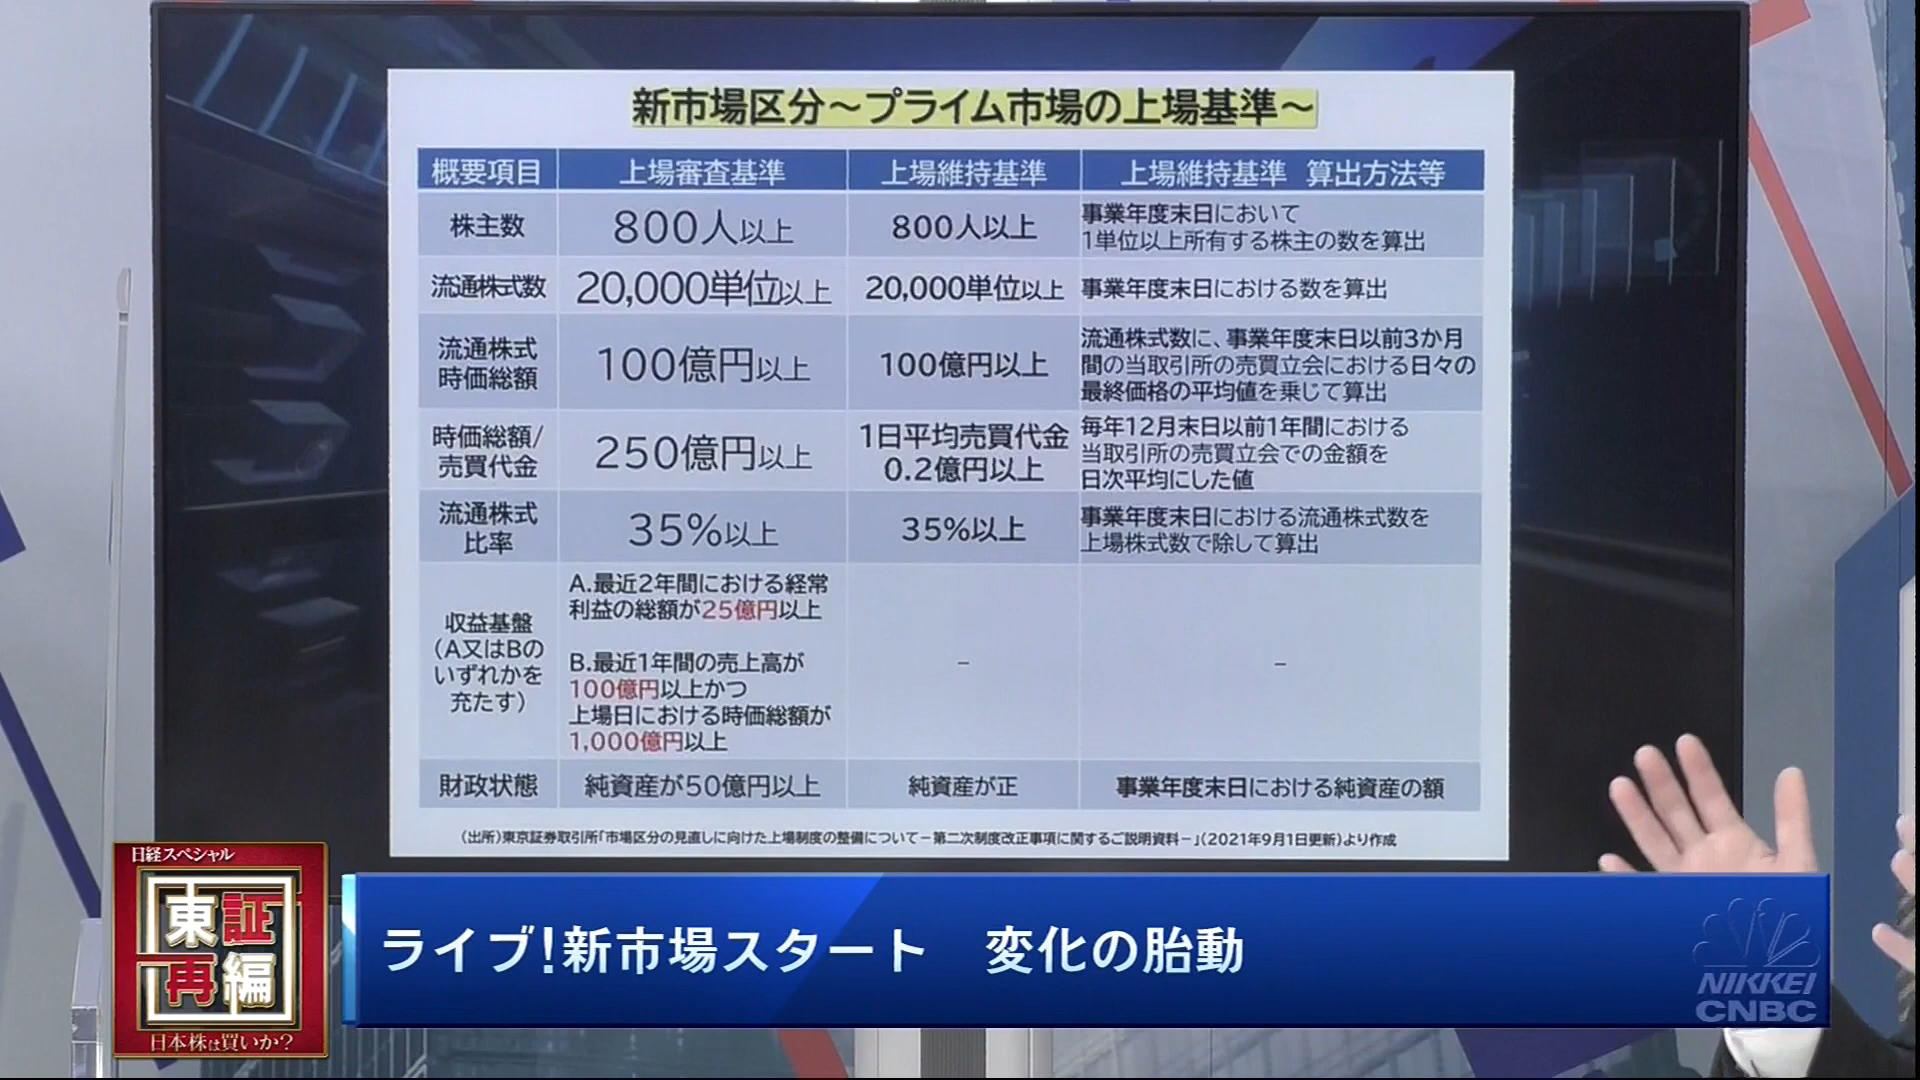 新市場区分～プライム市場の上場基準～
概要項目 上場審査基準 上場維持基準 上場維持基準 算出方法等
株主数 800人以上 800人以上 事業年度末日において
1単位以上所有する株主の数を算出
流通株式数 20,000単位以上 20,000単位以上 事業年度末日における数を算出
流通株式
時価総額
100億円以上 100億円以上
流通株式数に、事業年度末日以前3か月
間の当取引所の売買立会における日々の
最終価格の平均値を乗じて算出
時価総額/
売買代金
250億円以上
1日平均売買代金
0.2億円以上
毎年12月末日以前1年間における
当取引所の売買立会での金額を
日次平均にした値
流通株式
比率
35%以上 35%以上
事業年度末日における流通株式数を
上場株式数で除して算出
収益基盤
(A又はBの
いずれかを
充たす)
A.最近2年間における経常
利益の総額が25億円以上
B.最近1年間の売上高が
100億円以上かつ
上場日における時価総額が
1,000億円以上
–
–
財政状態 純資産が50億円以上 純資産が正 事業年度末日における純資産の額
(出所)東京証券取引所「市場区分の見直しに向けた上場制度の整備について－第二次制度改正事項に関するご説明資料－」(2021年9月1日更新)より作成
日経スペシャル
東証
再編
日本株は買いか?
ライブ!新市場スタート 変化の胎動
NIKKEI
CNBC